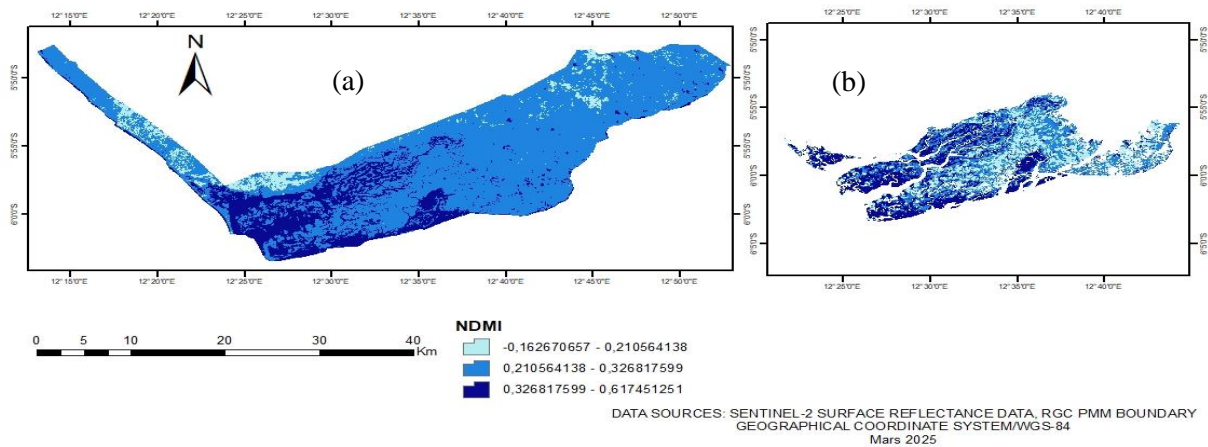 12°15'0"E 12°20'0"E 12°25'0"E 12°30'0"E 12°35'0"E 12°40'0"E 12°45'0"E 12°50'0"E
12°25'0"E 12°30'0"E 12°35'0"E 12°40'0"E
N
(a)
(b)
5°50'0"S 5°50'0"S
5°55'0"S 5°55'0"S
6°0'0"S 6°0'0"S
5°50'0"S 5°50'0"S
5°55'0"S 5°55'0"S
6°0'0"S 6°0'0"S
6°5'0"S 6°5'0"S
12°15'0"E 12°20'0"E 12°25'0"E 12°30'0"E 12°35'0"E 12°40'0"E 12°45'0"E 12°50'0"E
12°25'0"E 12°30'0"E 12°35'0"E 12°40'0"E
0 5 10 20 30 40
Km
NDMI
-0,162670657 - 0,210564138
0,210564138 - 0,326817599
0,326817599 - 0,617451251
DATA SOURCES: SENTINEL-2 SURFACE REFLECTANCE DATA, RGC PMM BOUNDARY
GEOGRAPHICAL COORDINATE SYSTEM/WGS-84
Mars 2025